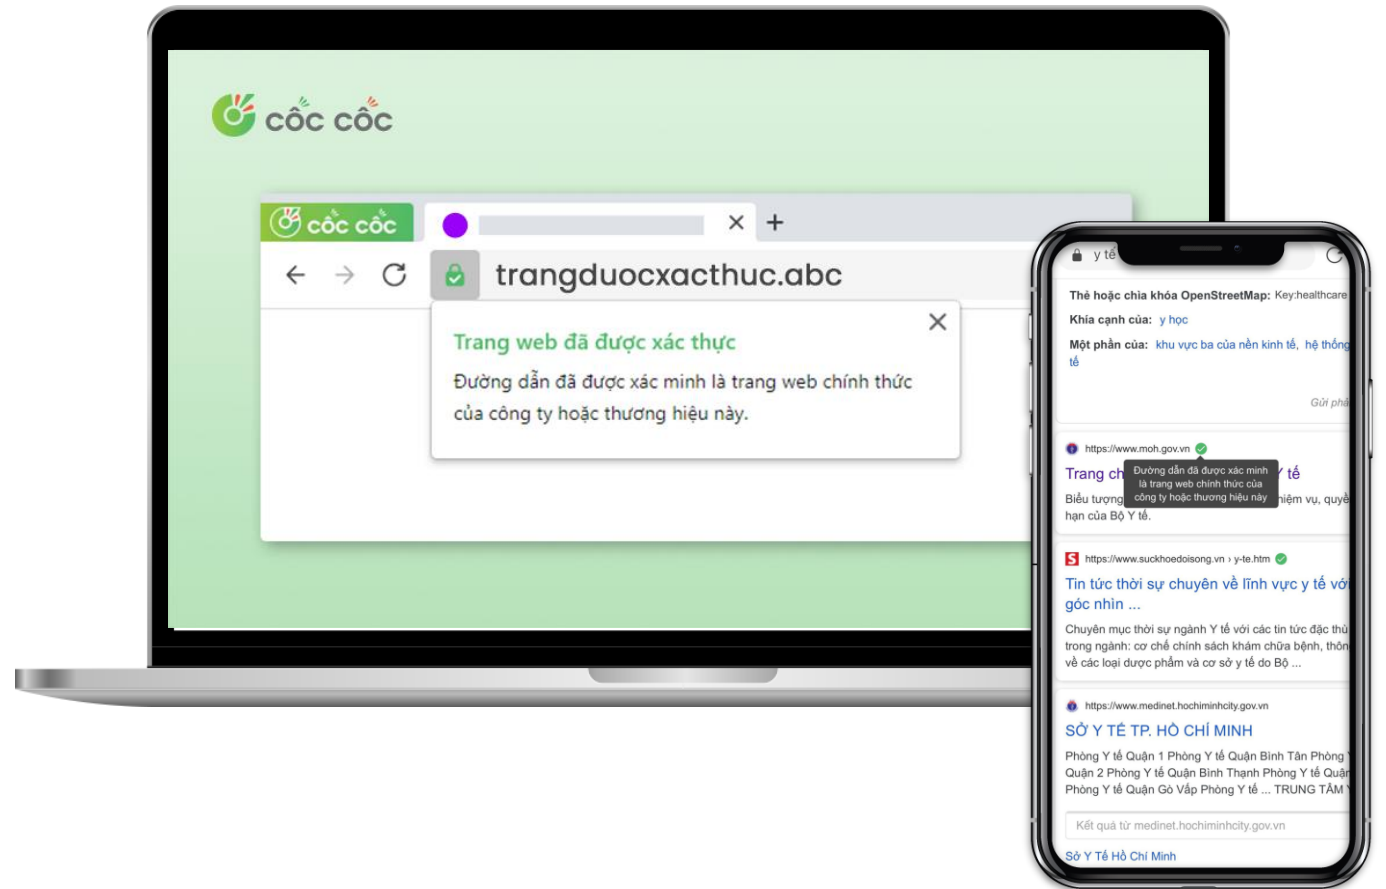 cốc cốc
cốc cốc
trangduocxacthuc.abc
Trang web đã được xác thực
Đường dẫn đã được xác minh là trang web chính thức
của công ty hoặc thương hiệu này.
y tế
Thẻ hoặc chìa khóa OpenStreetMap: Key:healthcare
Khía cạnh của: y học
Một phần của: khu vực ba của nền kinh tế, hệ thống
tế
Gửi
https://www.moh.gov.vn
Trang tế
Đường dẫn đã được xác minh
là trang web chính thức của
công ty hoặc thương hiệu này
Biểu tượng vụ,
hạn của Bộ Y tế.
https://www.suckhoedoisong.vn › y-te.htm
Tin tức thời sự chuyên về lĩnh vực y tế với
góc nhìn ...
Chuyên mục thời sự ngành Y tế với các tin tức đặc thù
trong ngành: cơ chế chính sách khám chữa bệnh,
về các loại dược phẩm và cơ sở y tế do Bộ ...
https://www.medinet.hochiminhcity.gov.vn
SỞ Y TẾ TP. HỒ CHÍ MINH
Phòng Y tế Quận 1 Phòng Y tế Quận Bình Tân Phòng
Quận 2 Phòng Y tế Quận Bình Thạnh Phòng Y tế Quận
Phòng Y tế Quận Gò Vấp Phòng Y tế ... TRUNG TÂM
Kết quả từ medinet.hochiminhcity.gov.vn
Sở Y Tế Hồ Chí Minh